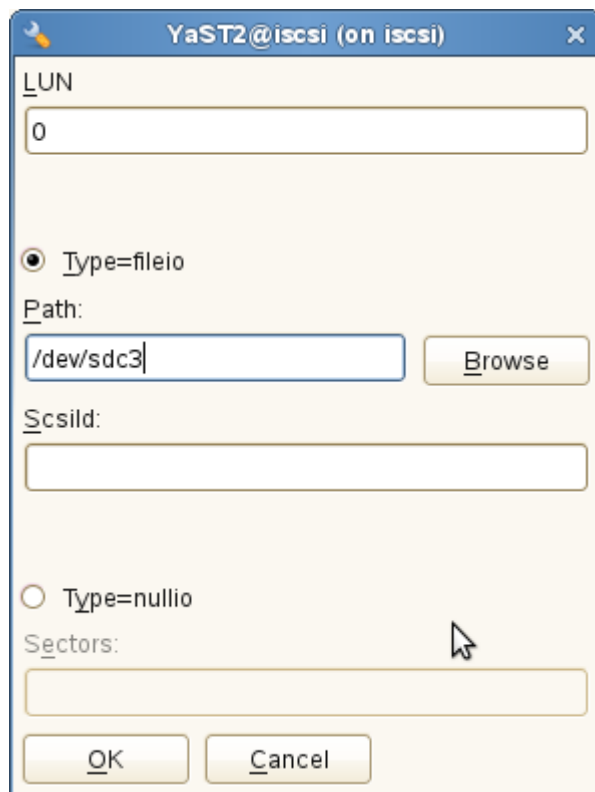 YaST2@iscsi (on iscsi)
LUN
0
Type=fileio
Path:
/dev/sdc3
Browse
ScsiId:
Type=nullio
Sectors:
OK
Cancel